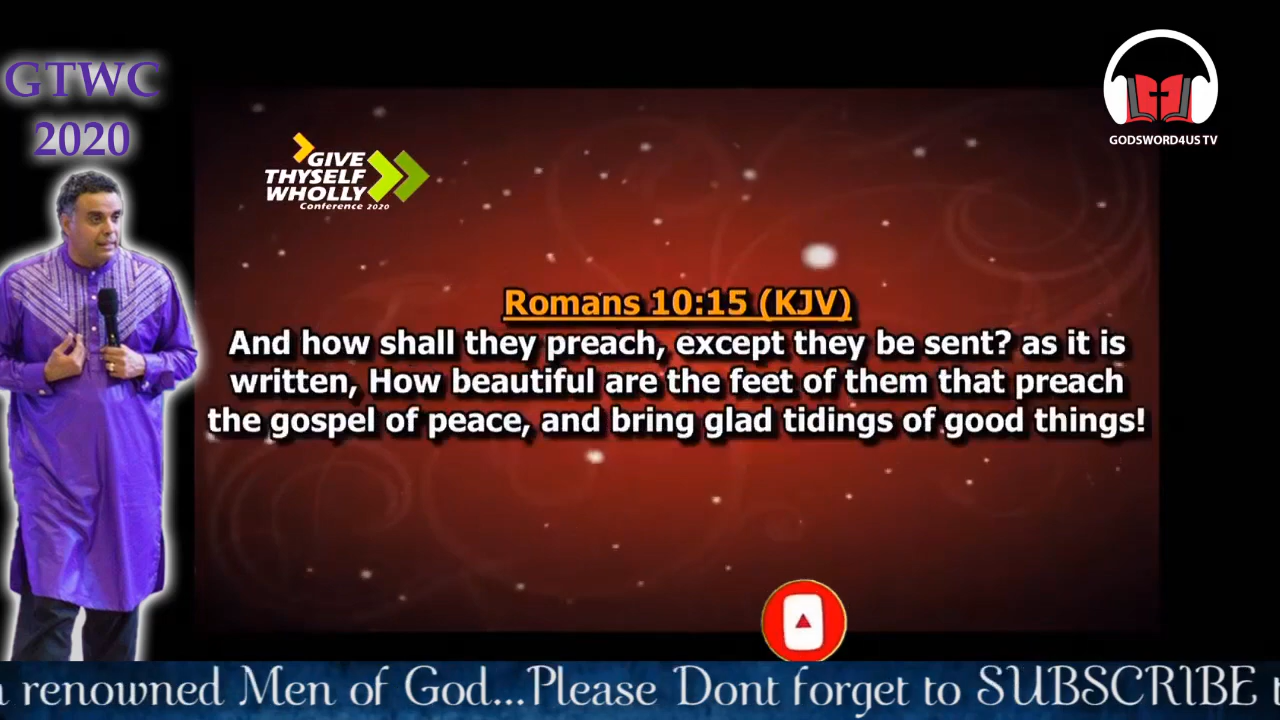 GTWC
2020
GIVE
THYSELF
WHOLLY
Conference 2020
GODSWORD4US TV
Romans 10:15 (KJV)
And how shall they preach, except they be sent? as it is
written, How beautiful are the feet of them that preach
the gospel of peace, and bring glad tidings of good things!
renowned Men of God...Please Dont forget to SUBSCRIBE